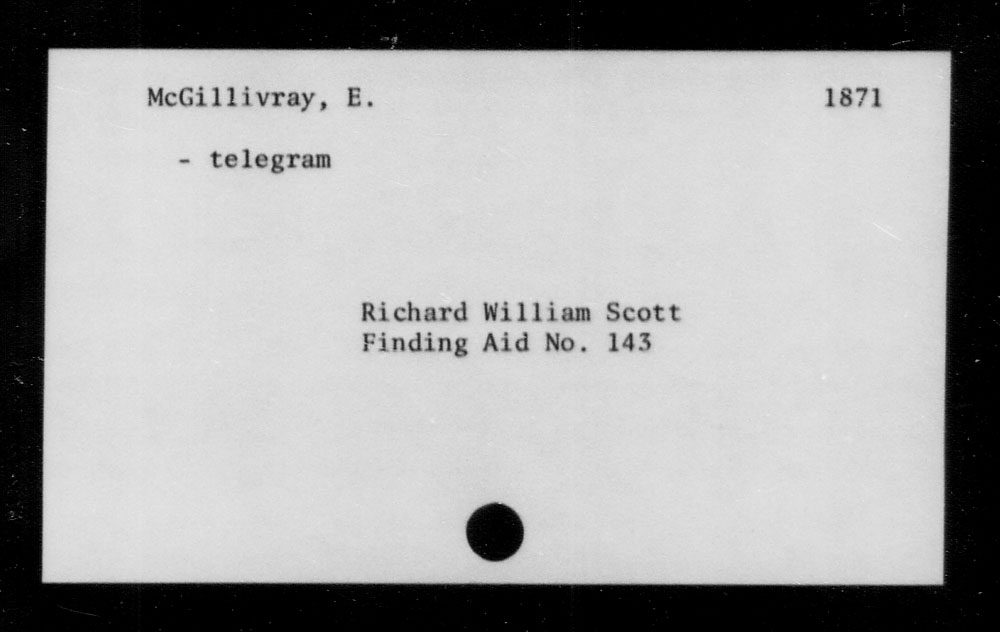 McGillivray, E. 1871
- telegram
Richard William Scott
Finding Aid No. 143